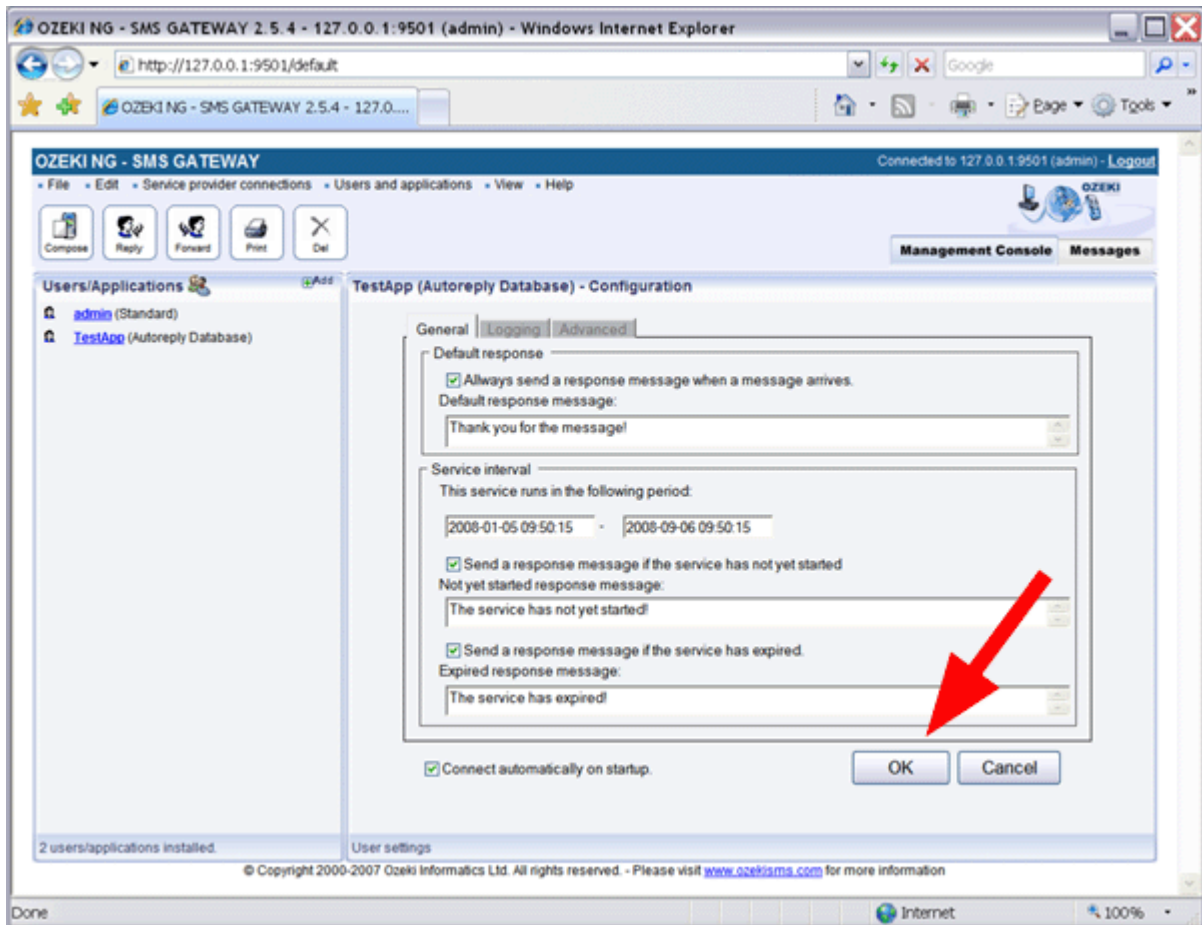 OZEKI NG - SMS GATEWAY 2.5.4 - 127.0.0.1:9501 (admin) - Windows Internet Explorer
http://127.0.0.1:9501/default
Google
OZEKI NG - SMS GATEWAY 2.5.4 - 127.0....
Page Tools
OZEKI NG - SMS GATEWAY
Connected to 127.0.0.1:9501 (admin) - Logout
File Edit Service provider connections Users and applications View Help
OZEKI
Compose Reply Forward Print Del
Management Console Messages
Users/Applications Add
TestApp (Autoreply Database) - Configuration
admin (Standard)
TestApp (Autoreply Database)
General Logging Advanced
Default response
Allways send a response message when a message arrives.
Default response message:
Thank you for the message!
Service interval
This service runs in the following period:
2008-01-05 09:50:15 - 2008-09-06 09:50:15
Send a response message if the service has not yet started
Not yet started response message:
The service has not yet started!
Send a response message if the service has expired.
Expired response message:
The service has expired!
Connect automatically on startup.
OK Cancel
2 users/applications installed.
User settings
© Copyright 2000-2007 Ozeki Informatics Ltd. All rights reserved. - Please visit www.ozekisms.com for more information
Done Internet 100%